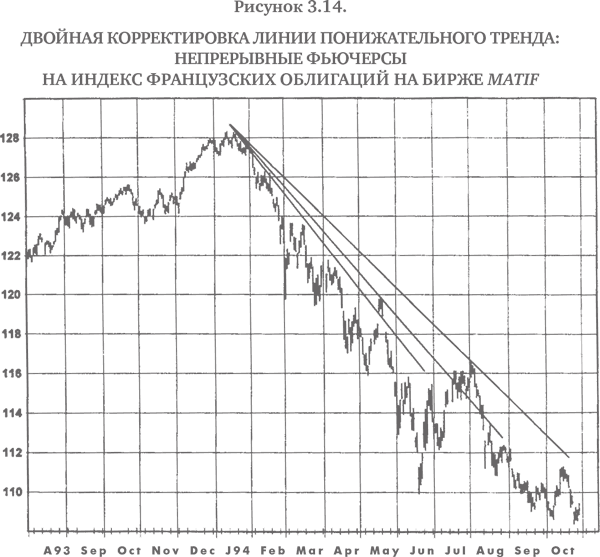 Рисунок 3.14.
ДВОЙНАЯ КОРРЕКТИРОВКА ЛИНИИ ПОНИЖАТЕЛЬНОГО ТРЕНДА:
НЕПРЕРЫВНЫЕ ФЬЮЧЕРСЫ
НА ИНДЕКС ФРАНЦУЗСКИХ ОБЛИГАЦИЙ НА БИРЖЕ MATIF
128
126
124
122
120
118
116
114
112
110
A93 Sep Oct Nov Dec J94 Feb Mar Apr May Jun Jul Aug Sep Oct